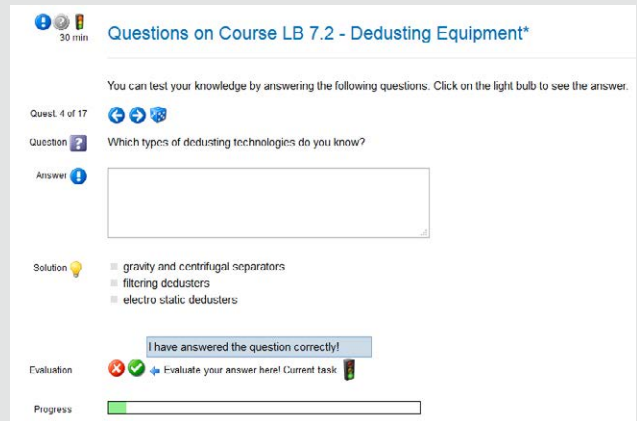 30 min
Questions on Course LB 7.2 - Dedusting Equipment*
You can test your knowledge by answering the following questions. Click on the light bulb to see the answer.
Quest. 4 of 17
Question ? Which types of dedusting technologies do you know?
Answer
Solution
gravity and centrifugal separators
filtering dedusters
electro static dedusters
I have answered the question correctly!
Evaluation Evaluate your answer here! Current task
Progress